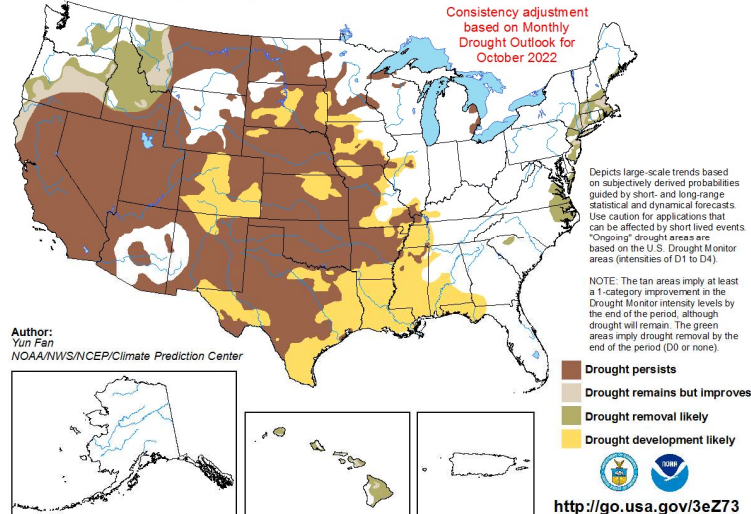 Consistency adjustment
based on Monthly
Drought Outlook for
October 2022
Depicts large-scale trends based
on subjectively derived probabilities
guided by short- and long-range
statistical and dynamical forecasts.
Use caution for applications that
can be affected by short lived events.
"Ongoing" drought areas are
based on the U.S. Drought Monitor
areas (intensities of D1 to D4).
NOTE: The tan areas imply at least
a 1-category improvement in the
Drought Monitor intensity levels by
the end of the period, although
drought will remain. The green
areas imply drought removal by the
end of the period (D0 or none).
Author:
Yun Fan
NOAA/NWS/NCEP/Climate Prediction Center
Drought persists
Drought remains but improves
Drought removal likely
Drought development likely
NOAA
http://go.usa.gov/3eZ73